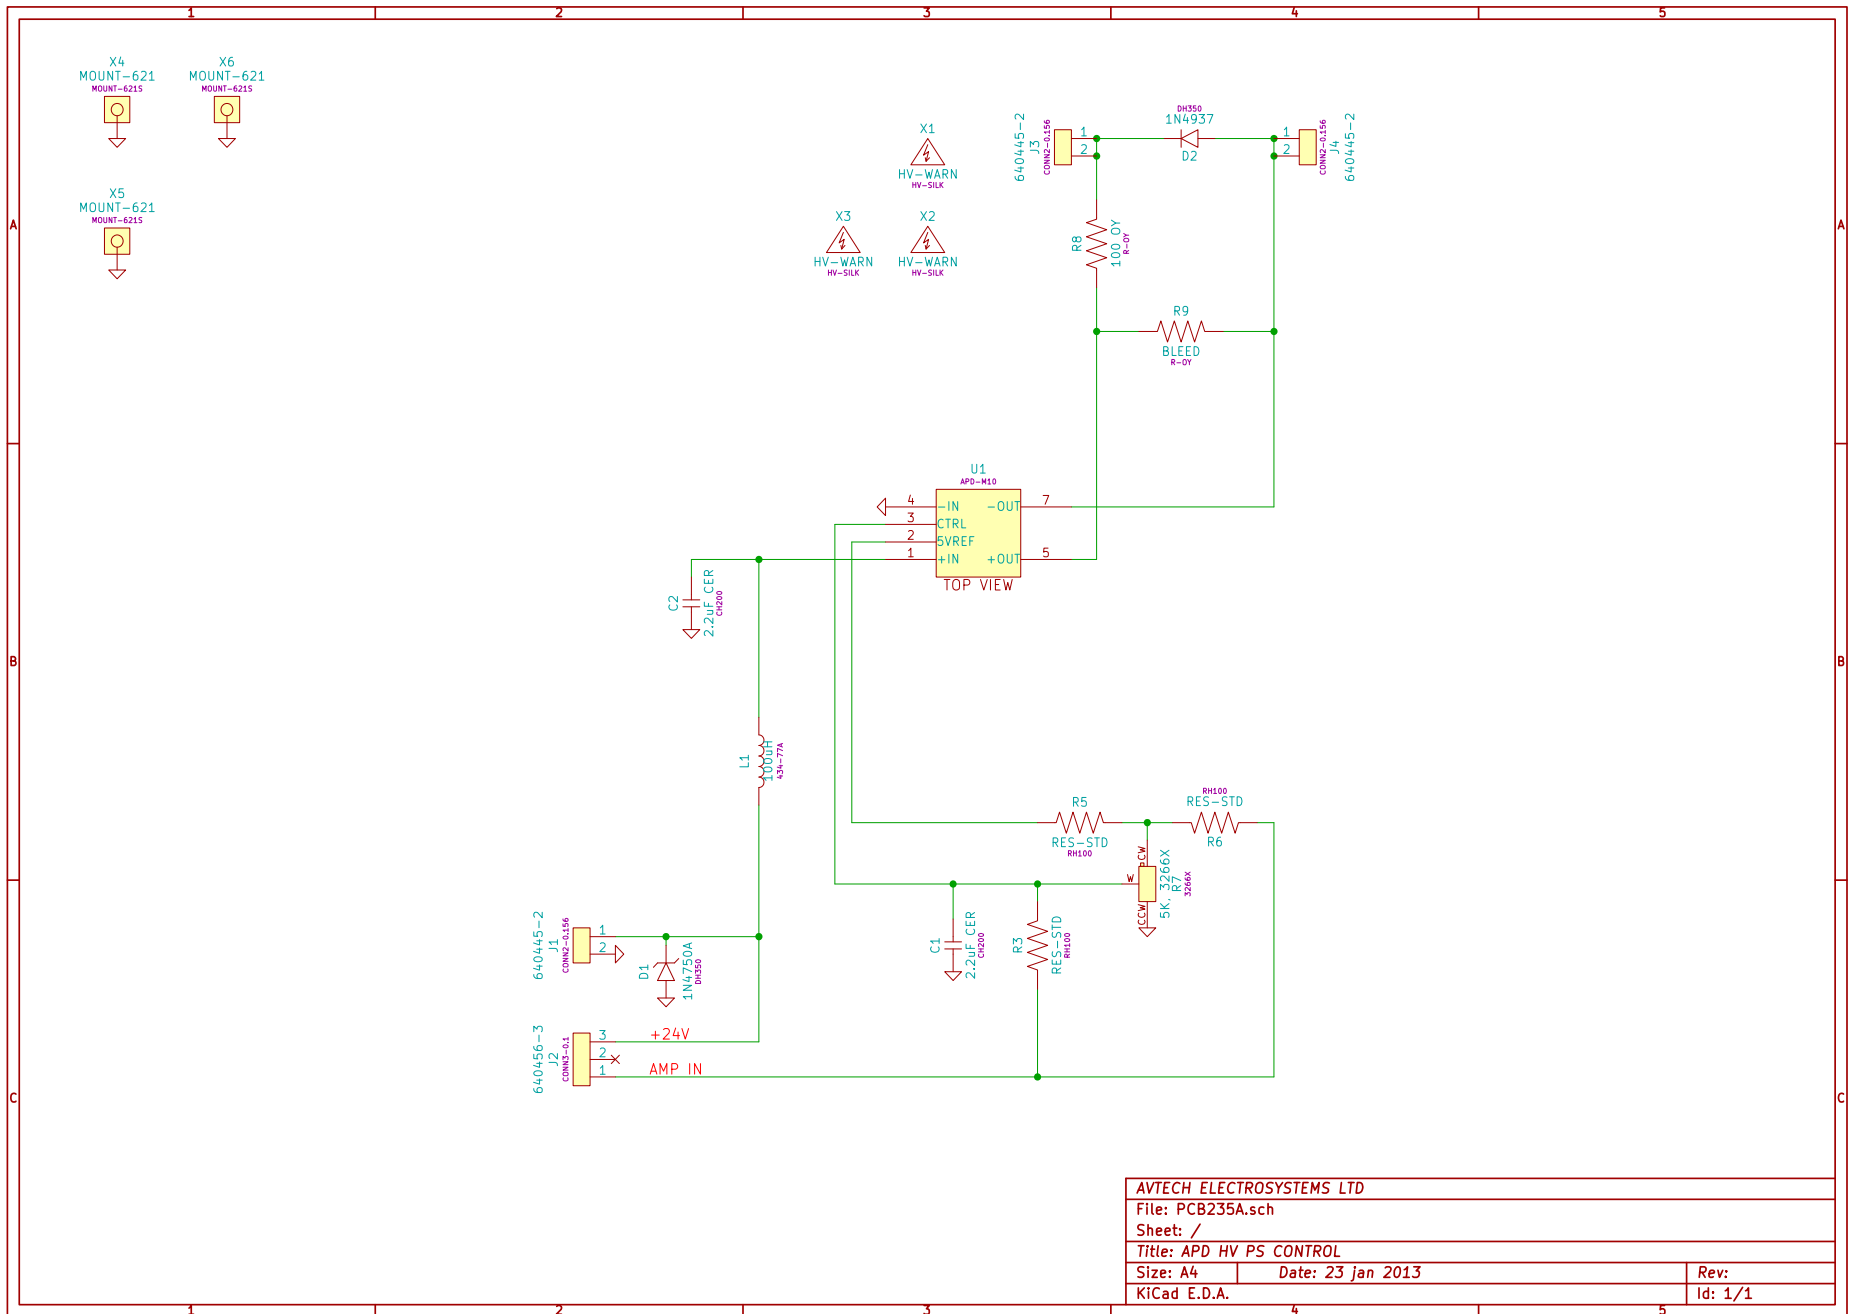 1 2 3 4 5
X4
MOUNT-621
MOUNT-621S
X6
MOUNT-621
MOUNT-621S
X5
MOUNT-621
MOUNT-621S
X1
HV-WARN
HV-SILK
X3
HV-WARN
HV-SILK
X2
HV-WARN
HV-SILK
640445-2
J3
CONN2-0.156
1
2
DH350
1N4937
D2
1
2
CONN2-0.156
J4
640445-2
A
A
R8
100 OY
R-OY
R9
BLEED
R-OY
U1
APD-M10
4 -IN
3 CTRL
2 5VREF
1 +IN
-OUT 7
+OUT 5
TOP VIEW
C2
2.2uF CER
CH200
B
B
L1
100uH
434-77A
R5
RES-STD
RH100
RH100
RES-STD
R6
CW
W
CCW
5K, 3266X
R7
3266X
640445-2
J1
CONN2-0.156
1
2
D1
1N4750A
DH350
C1
2.2uF CER
CH200
R3
RES-STD
RH100
640456-3
J2
CONN3-0.1
3
2
1
+24V
AMP IN
C
C
AVTECH ELECTROSYSTEMS LTD
File: PCB235A.sch
Sheet: /
Title: APD HV PS CONTROL
Size: A4 Date: 23 jan 2013 Rev:
KiCad E.D.A. Id: 1/1
1 2 3 4 5